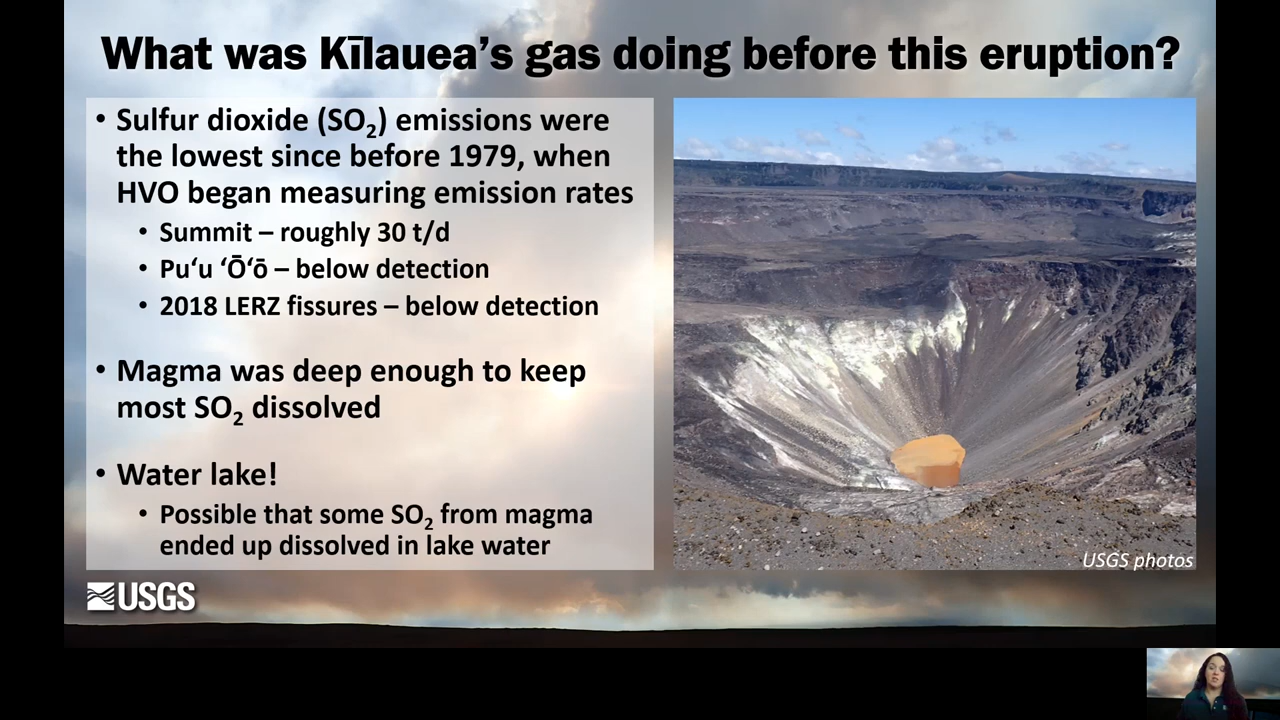 What was Kīlauea’s gas doing before this eruption?
• Sulfur dioxide (SO₂) emissions were
the lowest since before 1979, when
HVO began measuring emission rates
• Summit – roughly 30 t/d
• Pu‘u ‘Ō‘ō – below detection
• 2018 LERZ fissures – below detection
• Magma was deep enough to keep
most SO₂ dissolved
• Water lake!
• Possible that some SO₂ from magma
ended up dissolved in lake water
USGS photos
USGS